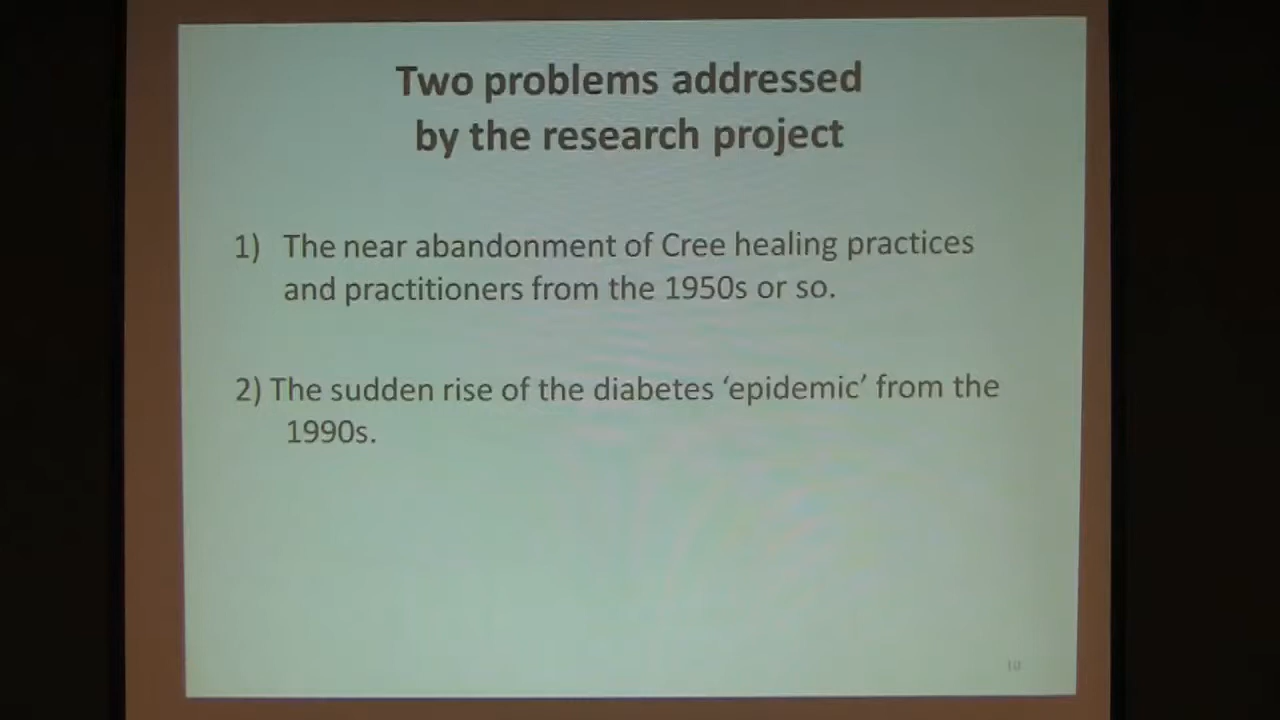 Two problems addressed
by the research project
1) The near abandonment of Cree healing practices
and practitioners from the 1950s or so.
2) The sudden rise of the diabetes ‘epidemic’ from the
1990s.
10